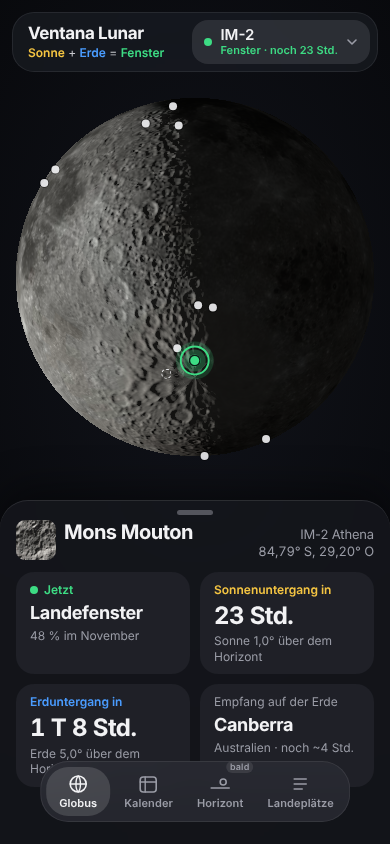 Ventana Lunar
Sonne + Erde = Fenster
IM-2
Fenster · noch 23 Std.
Mons Mouton
IM-2 Athena
84,79° S, 29,20° O
Jetzt
Landefenster
48 % im November
Sonnenuntergang in
23 Std.
Sonne 1,0° über dem
Horizont
Erduntergang in
1 T 8 Std.
Erde 5,0° über dem
Empfang auf der Erde
Canberra
Australien · noch ~4 Std.
bald
Globus
Kalender
Horizont
Landeplätze